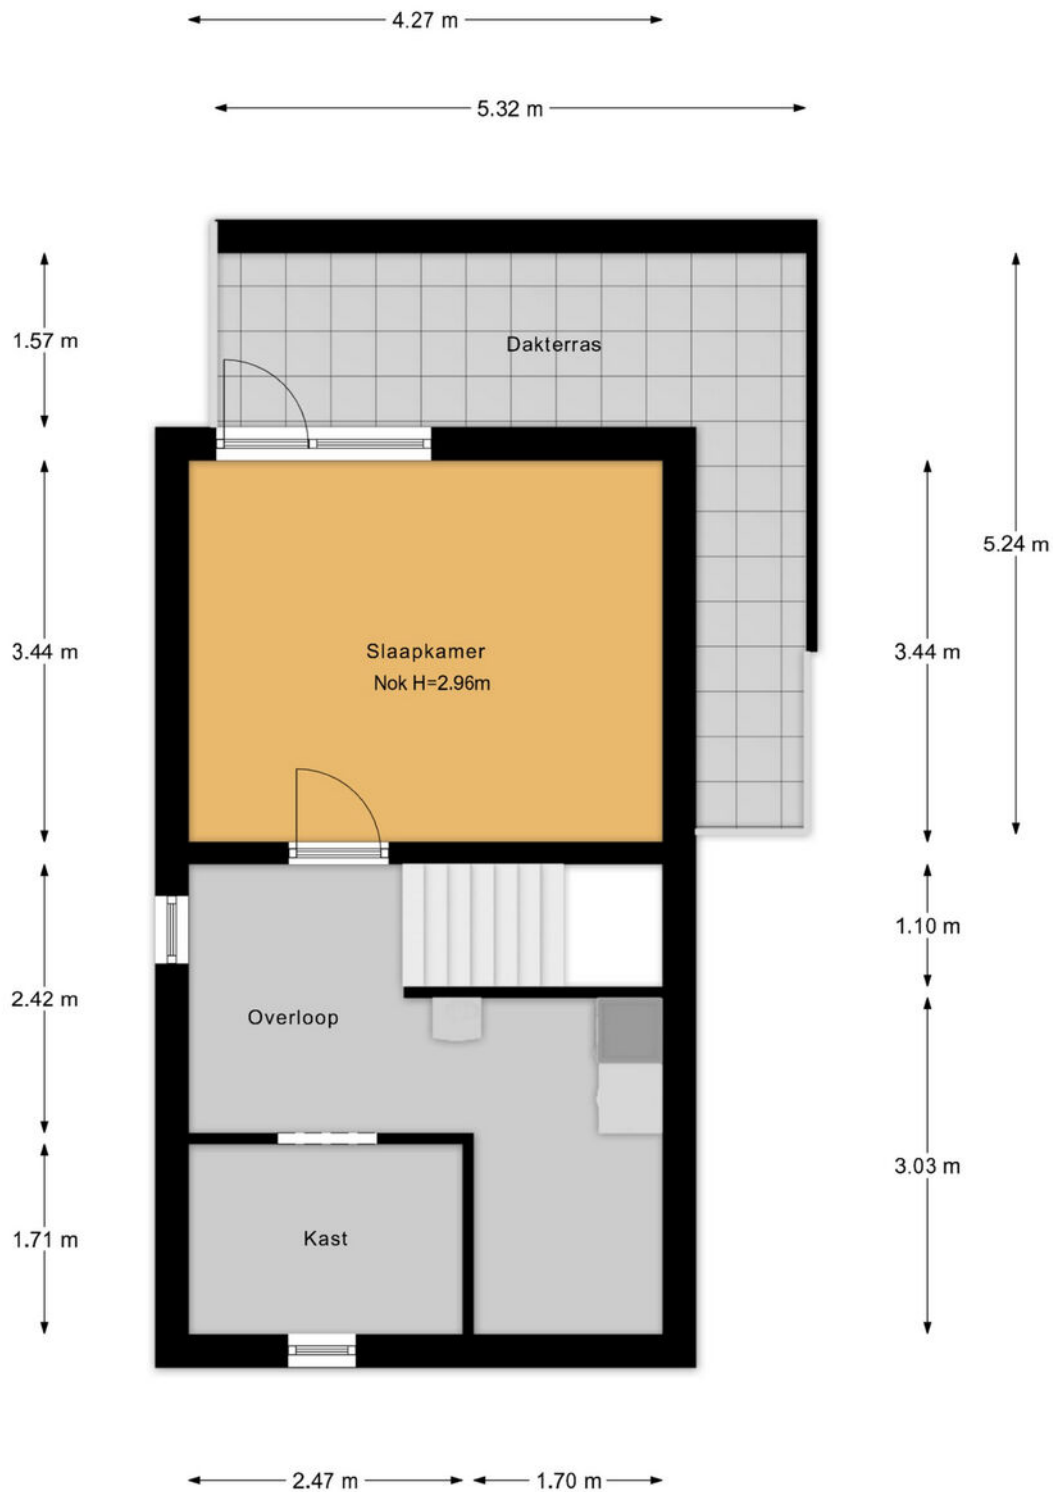 4.27 m
5.32 m
1.57 m
Dakterras
5.24 m
3.44 m
Slaapkamer
3.44 m
Nok H=2.96m
1.10 m
2.42 m
Overloop
3.03 m
1.71 m
Kast
2.47 m
1.70 m